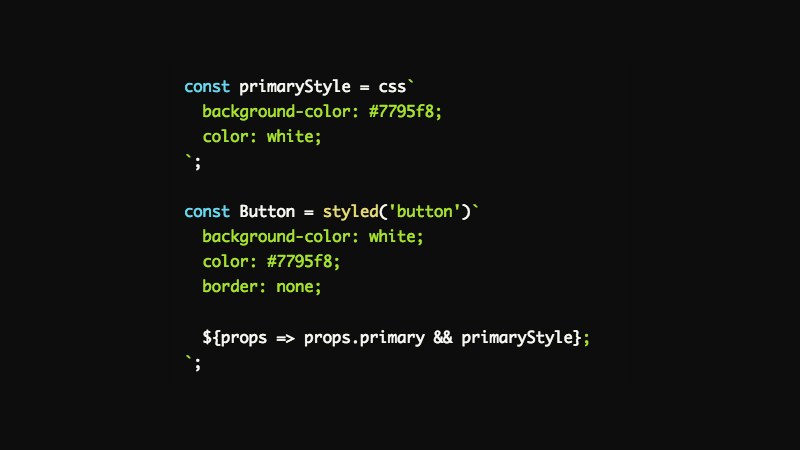 const primaryStyle = css`
  background-color: #7795f8;
  color: white;
`;

const Button = styled('button')`
  background-color: white;
  color: #7795f8;
  border: none;

  ${props => props.primary && primaryStyle};
`;